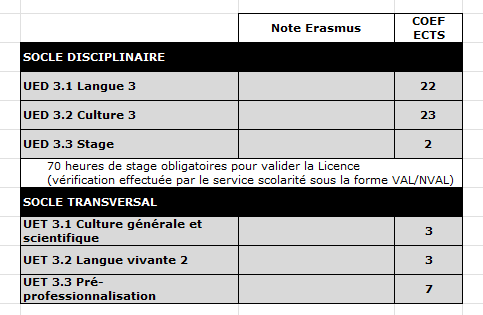 Note Erasmus COEF
ECTS
SOCLE DISCIPLINAIRE
UED 3.1 Langue 3 22
UED 3.2 Culture 3 23
UED 3.3 Stage 2
70 heures de stage obligatoires pour valider la Licence
(vérification effectuée par le service scolarité sous la forme VAL/NVAL)
SOCLE TRANSVERSAL
UET 3.1 Culture générale et
scientifique 3
UET 3.2 Langue vivante 2 3
UET 3.3 Pré-
professionnalisation 7